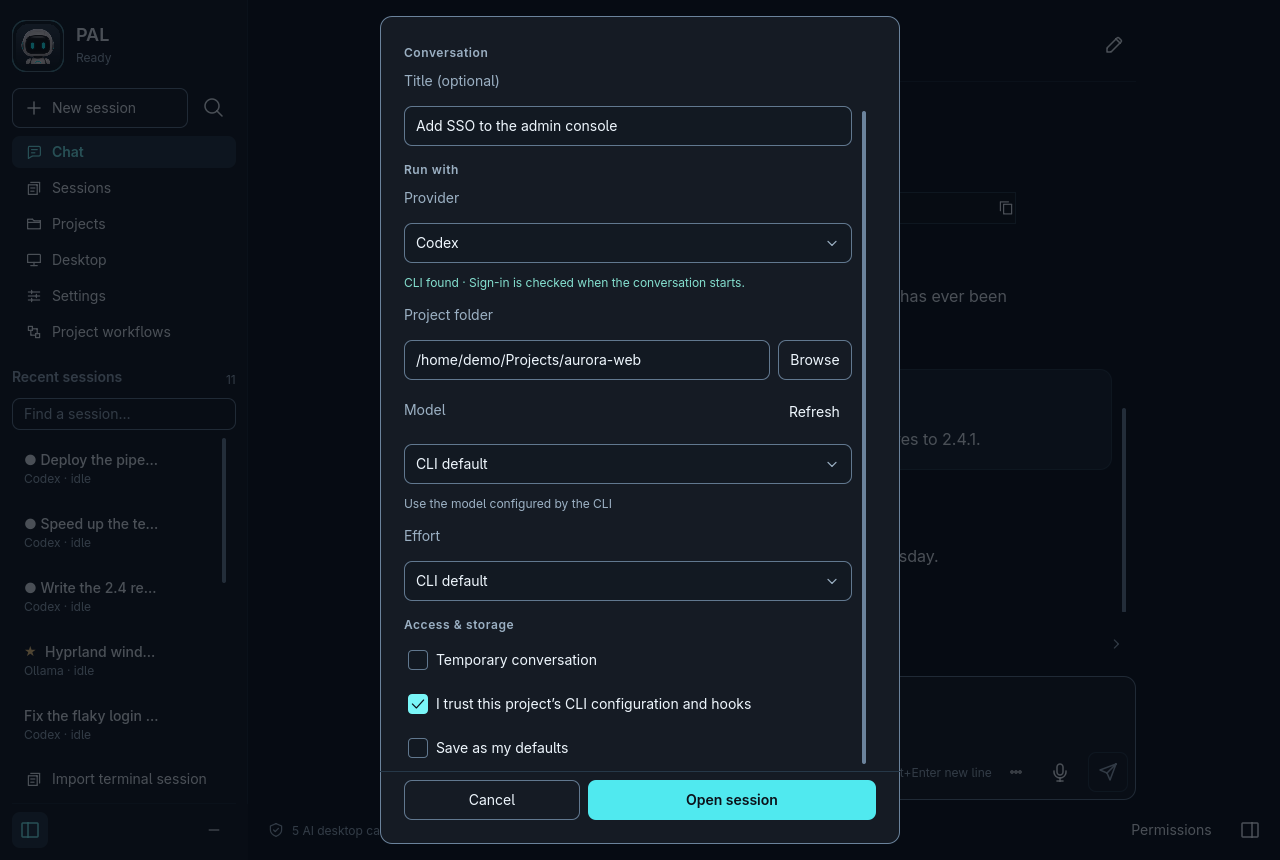 PAL
Ready
New session
Chat
Sessions
Projects
Desktop
Settings
Project workflows
Recent sessions
11
Find a session...
Deploy the pipe...
Codex · idle
Speed up the te...
Codex · idle
Write the 2.4 re...
Codex · idle
Hyprland wind...
Ollama · idle
Fix the flaky login ...
Codex · idle
Import terminal session
Conversation
Title (optional)
Add SSO to the admin console
Run with
Provider
Codex
CLI found · Sign-in is checked when the conversation starts.
Project folder
/home/demo/Projects/aurora-web
Browse
Model
Refresh
CLI default
Use the model configured by the CLI
Effort
CLI default
Access & storage
Temporary conversation
I trust this project’s CLI configuration and hooks
Save as my defaults
Cancel
Open session
has ever been
es to 2.4.1.
sday.
t+Enter new line
5 AI desktop ca
Permissions